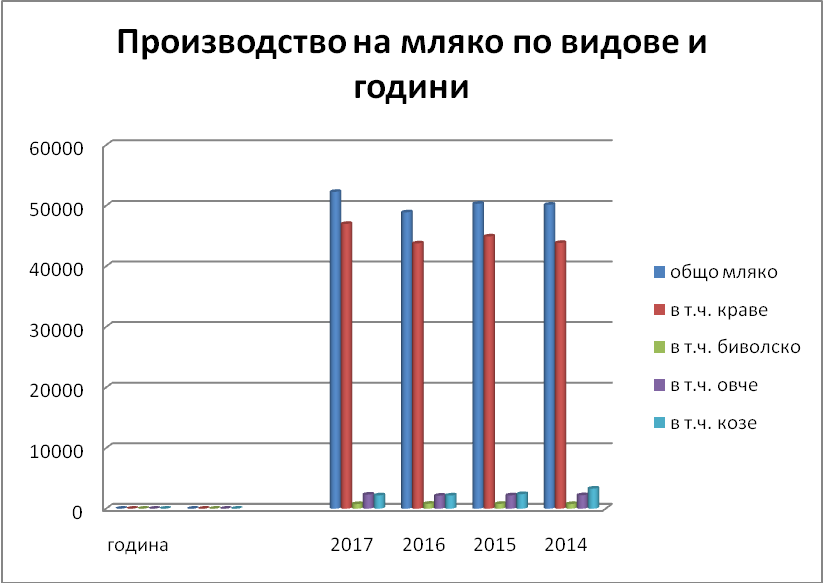 Производство на мляко по видове и
години
60000
50000
40000
30000
20000
10000
0
година 2017 2016 2015 2014
общо мляко
в т.ч. краве
в т.ч. биволско
в т.ч. овче
в т.ч. козе